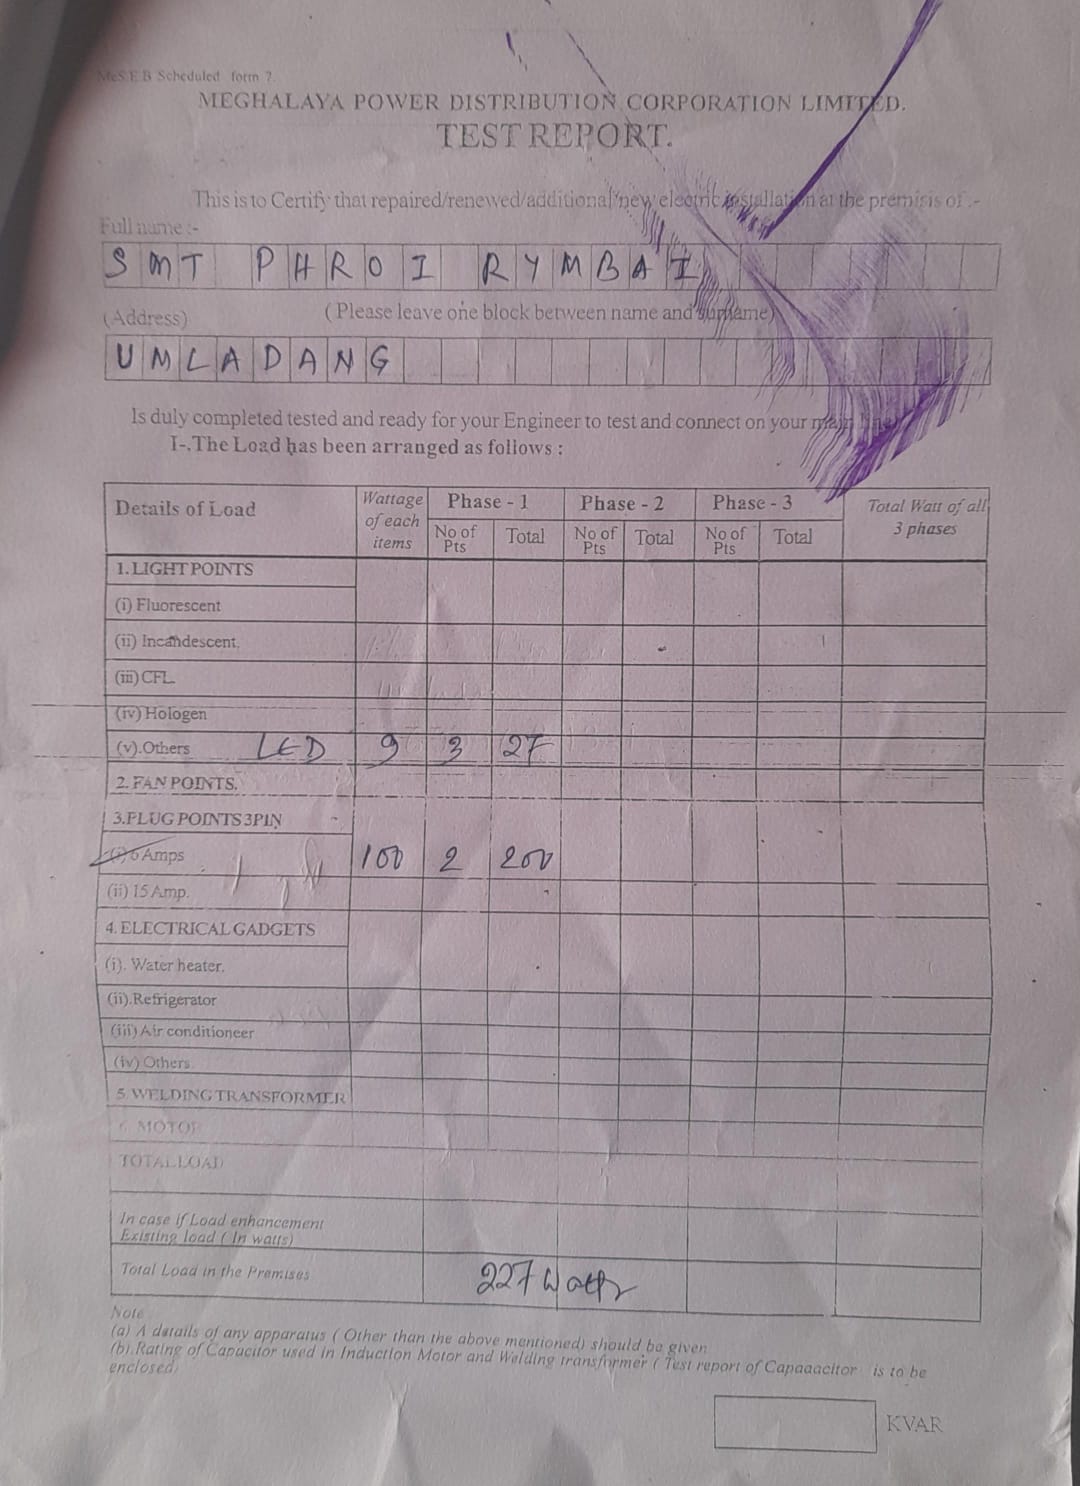 MeS.E.B Scheduled form 7.
MEGHALAYA POWER DISTRIBUTION CORPORATION LIMITED.
TEST REPORT.
This is to Certify that repaired/renewed/additional/new electric installation at the premisis of :-
Full name :-
SMT PHROI RYMBAI
(Address) (Please leave one block between name and surname)
UMLADANG
Is duly completed tested and ready for your Engineer to test and connect on your main line
I-.The Load has been arranged as follows :
Details of Load Wattage of each items Phase - 1 Phase - 2 Phase - 3 Total Watt of all 3 phases
No of Pts Total No of Pts Total No of Pts Total
1. LIGHT POINTS
(i) Fluorescent
(ii) Incandescent.
(iii) CFL.
(iv) Hologen
(v).Others LED 9 3 27
2. FAN POINTS.
3.PLUG POINTS 3PIN
(i) 6 Amps 100 2 200
(ii) 15 Amp.
4. ELECTRICAL GADGETS
(i). Water heater.
(ii).Refrigerator
(iii) Air conditioneer
(iv) Others
5. WELDING TRANSFORMER
6. MOTOR
TOTAL LOAD
In case if Load enhancement
Existing load ( In watts)
Total Load in the Premises 227 Watts
Note
(a) A details of any apparatus ( Other than the above mentioned) should be given
(b).Rating of Capacitor used in Induction Motor and Welding transformer ( Test report of Capaaacitor is to be
enclosed)
KVAR